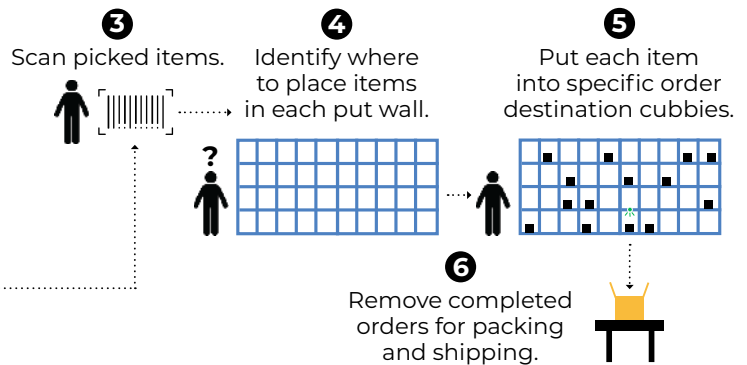 3
Scan picked items.
4
Identify where
to place items
in each put wall.
?
5
Put each item
into specific order
destination cubbies.
6
Remove completed
orders for packing
and shipping.